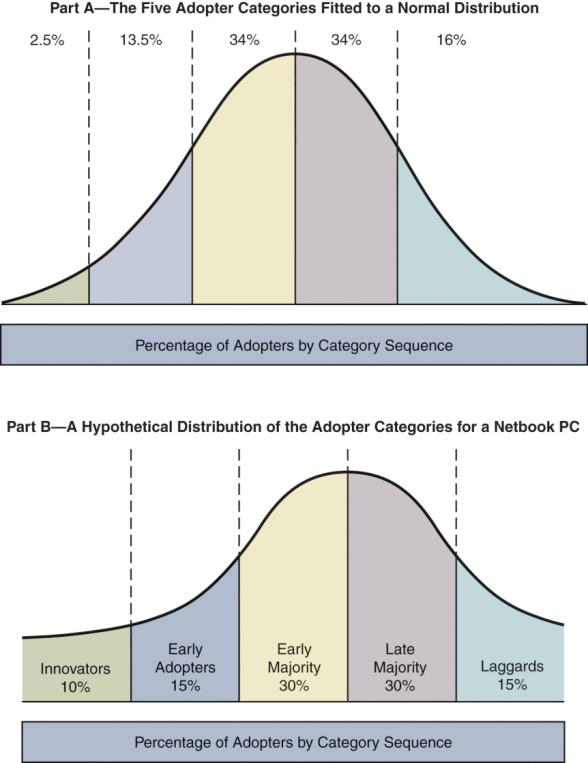 Part A—The Five Adopter Categories Fitted to a Normal Distribution
2.5% 13.5% 34% 34% 16%
Percentage of Adopters by Category Sequence
Part B—A Hypothetical Distribution of the Adopter Categories for a Netbook PC
Innovators
10%
Early
Adopters
15%
Early
Majority
30%
Late
Majority
30%
Laggards
15%
Percentage of Adopters by Category Sequence